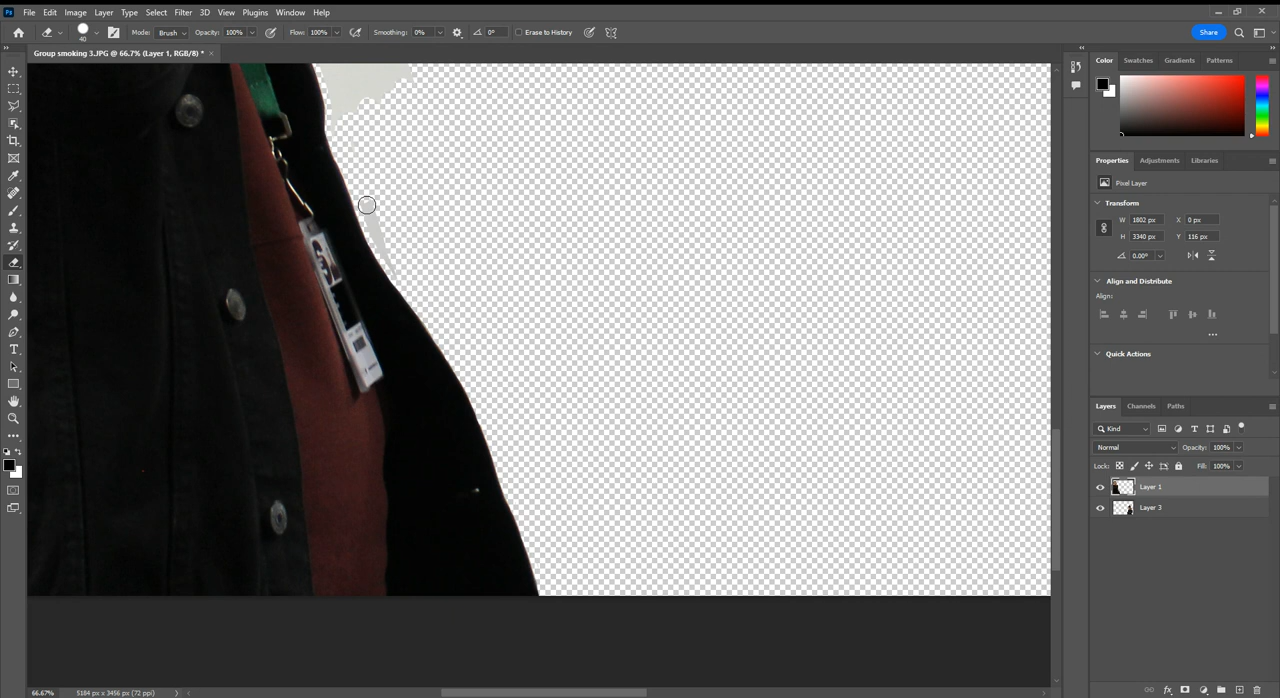 Ps File Edit Image Layer Type Select Filter 3D View Plugins Window Help
40 Mode: Brush Opacity: 100% Flow: 100% Smoothing: 0% 0° Erase to History Share
Group smoking 3.JPG @ 66.7% (Layer 1, RGB/8) *
Color Swatches Gradients Patterns
Properties Adjustments Libraries
Pixel Layer
Transform
W 1802 px X 0 px
H 3340 px Y 116 px
0.00°
Align and Distribute
Align:
Quick Actions
Layers Channels Paths
Kind
Normal Opacity: 100%
Lock: Fill: 100%
Layer 1
Layer 3
66.67% 5184 px x 3456 px (72 ppi)
fx